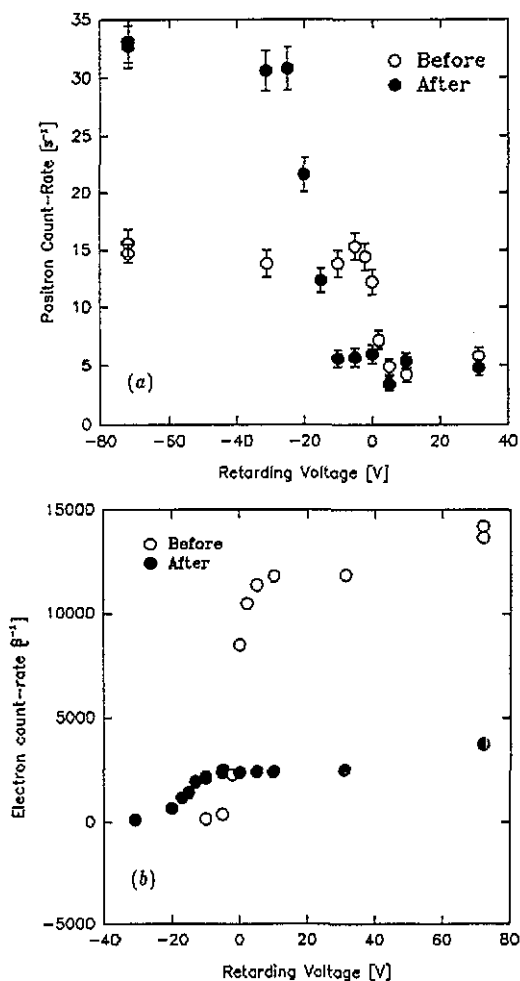 35
30
25
20
15
10
5
0
Positron Count-Rate [s⁻¹]
Before
After
(a)
-80 -60 -40 -20 0 20 40
Retarding Voltage [V]
15000
10000
5000
0
-5000
Electron count-rate [s⁻¹]
Before
After
(b)
-40 -20 0 20 40 60 80
Retarding Voltage [V]